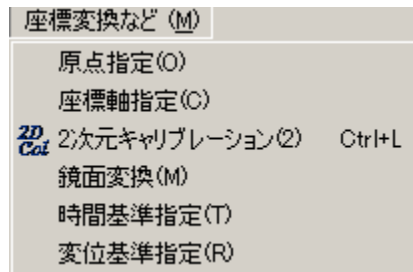 座標変換など (M)
原点指定(O)
座標軸指定(C)
2D Cal 2次元キャリブレーション(2) Ctrl+L
鏡面変換(M)
時間基準指定(T)
変位基準指定(R)